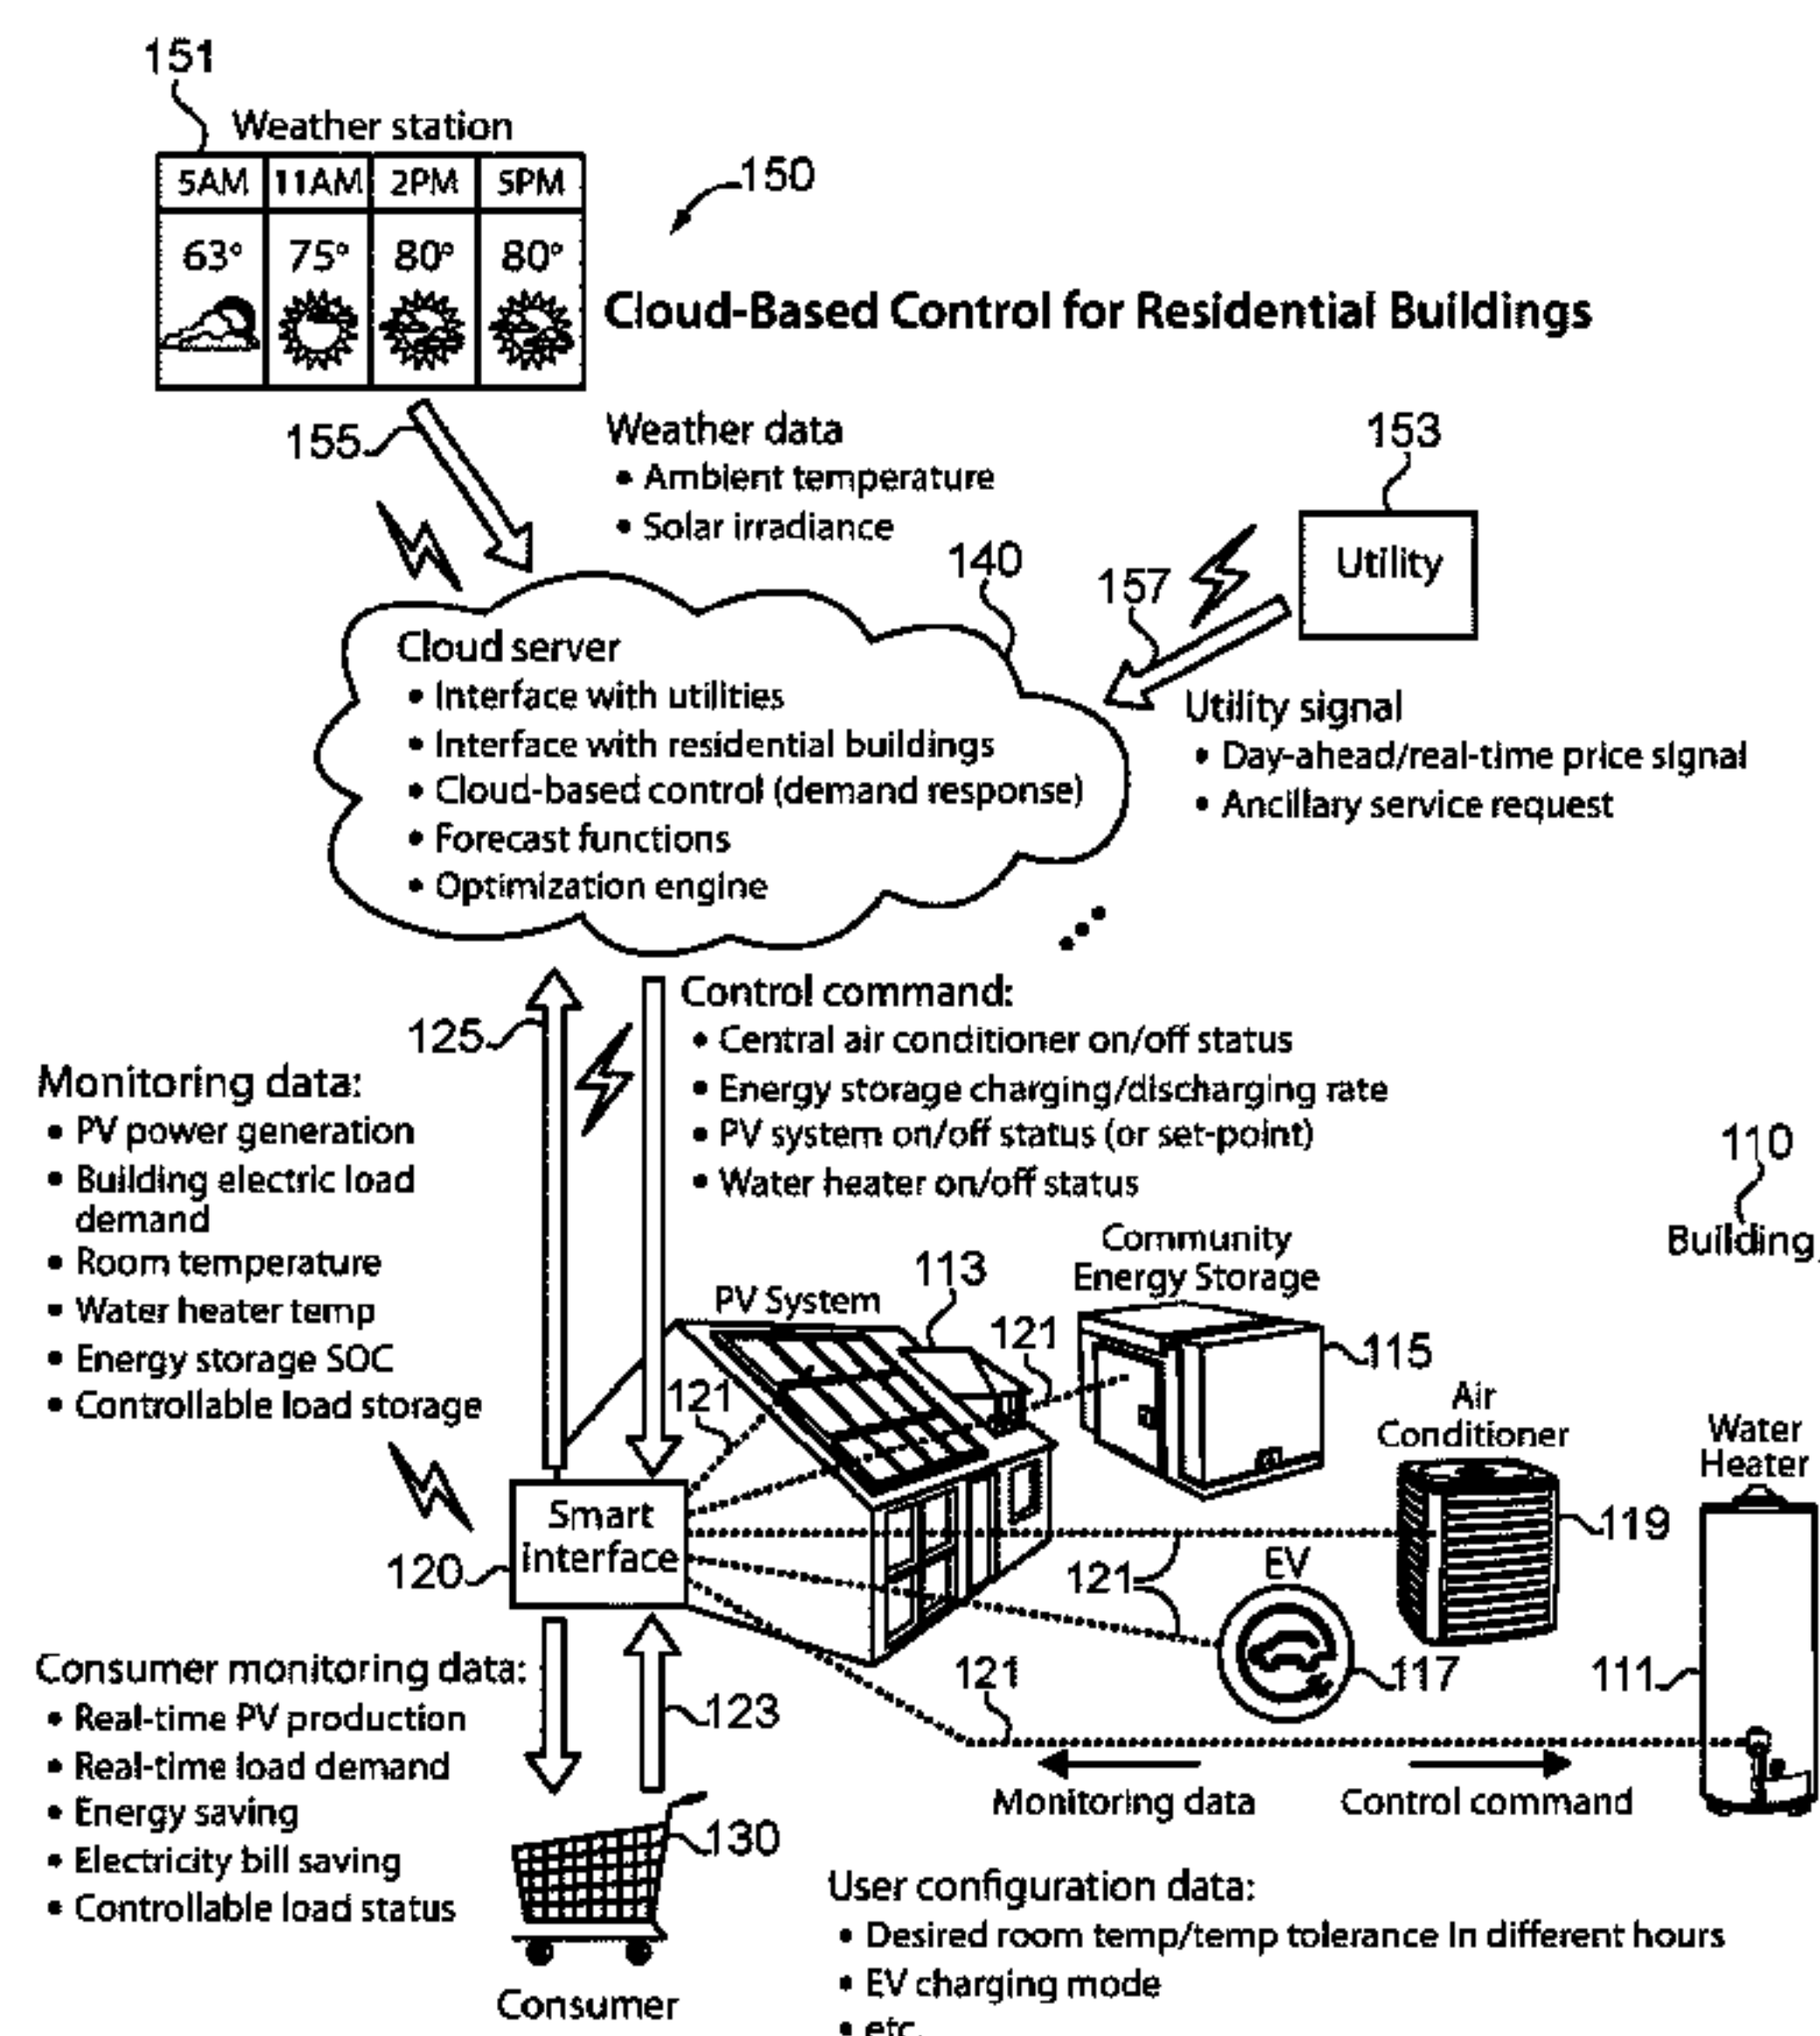 151
Weather station
5AM 11AM 2PM 5PM
63° 75° 80° 80°
150
Cloud-Based Control for Residential Buildings
155
Weather data
• Ambient temperature
• Solar irradiance
153
Utility
140
157
Cloud server
• Interface with utilities
• Interface with residential buildings
• Cloud-based control (demand response)
• Forecast functions
• Optimization engine
Utility signal
• Day-ahead/real-time price signal
• Ancillary service request
125
Control command:
• Central air conditioner on/off status
• Energy storage charging/discharging rate
• PV system on/off status (or set-point)
• Water heater on/off status
Monitoring data:
• PV power generation
• Building electric load
demand
• Room temperature
• Water heater temp
• Energy storage SOC
• Controllable load storage
110
Building
Community
Energy Storage
113
PV System
121
115
121
Air
Conditioner
Water
Heater
Smart
interface
120
119
121
EV
117
111
121
Consumer monitoring data:
• Real-time PV production
• Real-time load demand
• Energy saving
• Electricity bill saving
• Controllable load status
123
Monitoring data
Control command
130
Consumer
User configuration data:
• Desired room temp/temp tolerance In different hours
• EV charging mode
• etc.